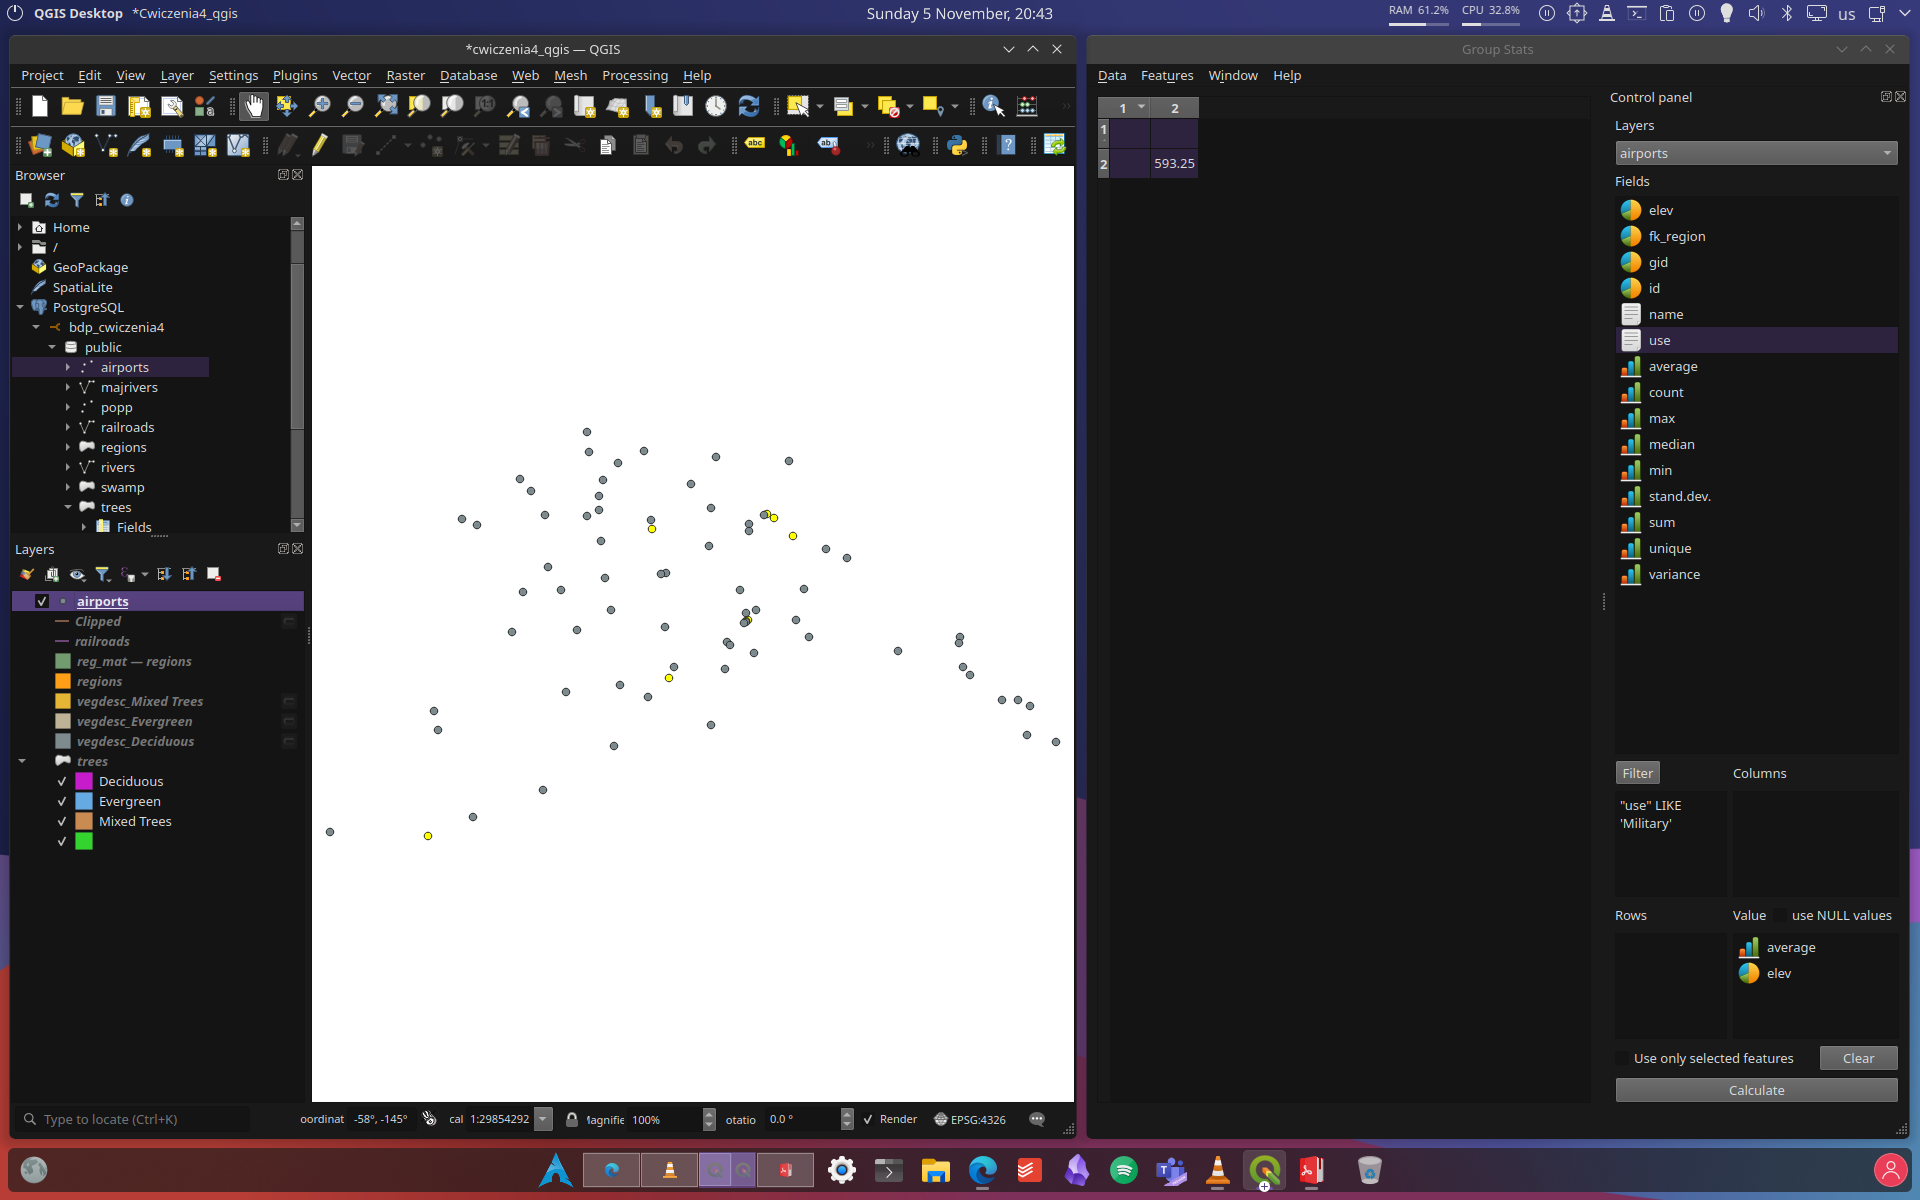 QGIS Desktop *Cwiczenia4_qgis
Sunday 5 November, 20:43
RAM 61.2% CPU 32.8%
us
*cwiczenia4_qgis — QGIS
Project Edit View Layer Settings Plugins Vector Raster Database Web Mesh Processing Help
abc
ab
Browser
Home
/
GeoPackage
SpatiaLite
PostgreSQL
bdp_cwiczenia4
public
airports
majrivers
popp
railroads
regions
rivers
swamp
trees
Fields
Layers
airports
Clipped
railroads
reg_mat — regions
regions
vegdesc_Mixed Trees
vegdesc_Evergreen
vegdesc_Deciduous
trees
Deciduous
Evergreen
Mixed Trees
Type to locate (Ctrl+K)
oordinat -58°, -145° cal 1:29854292 Magnifie 100% otatio 0.0 ° Render EPSG:4326
Group Stats
Data Features Window Help
1 2
1
2 593.25
Control panel
Layers
airports
Fields
elev
fk_region
gid
id
name
use
average
count
max
median
min
stand.dev.
sum
unique
variance
Filter Columns
"use" LIKE
'Military'
Rows Value use NULL values
average
elev
Use only selected features Clear
Calculate